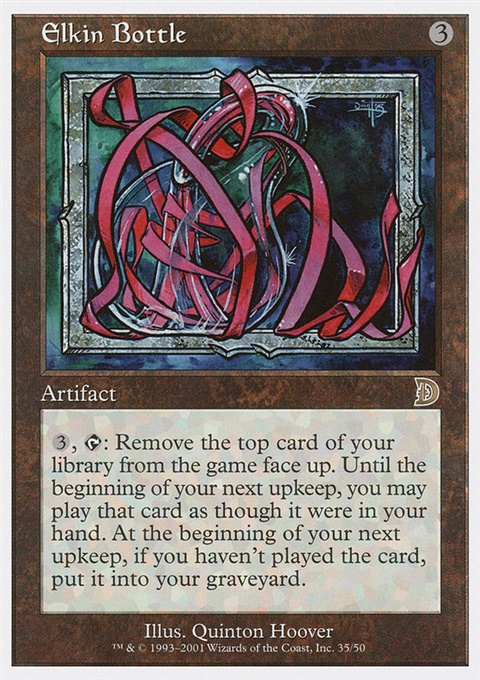 Elkin Bottle 3
Artifact
3, : Remove the top card of your
library from the game face up. Until the
beginning of your next upkeep, you may
play that card as though it were in your
hand. At the beginning of your next
upkeep, if you haven't played the card,
put it into your graveyard.
Illus. Quinton Hoover
™ & © 1993–2001 Wizards of the Coast, Inc. 35/50